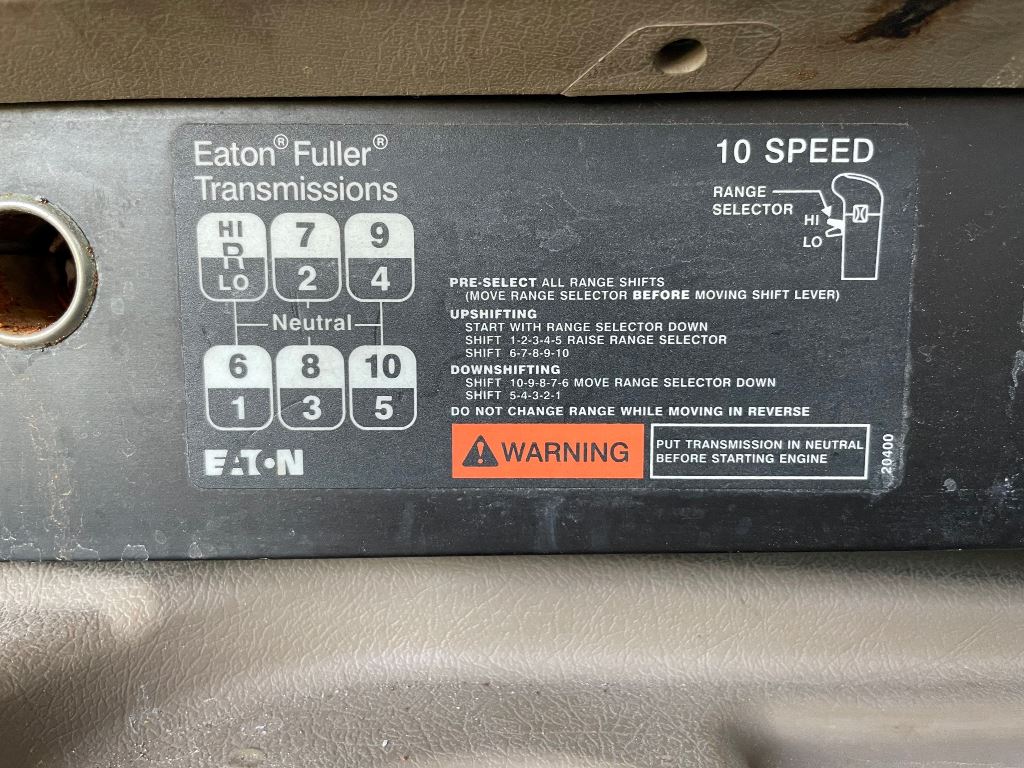 Eaton® Fuller®
Transmissions
10 SPEED
RANGE
SELECTOR
HI
LO
HI
R
LO
7
2
9
4
Neutral
6
1
8
3
10
5
EATON
PRE-SELECT ALL RANGE SHIFTS
(MOVE RANGE SELECTOR BEFORE MOVING SHIFT LEVER)
UPSHIFTING
START WITH RANGE SELECTOR DOWN
SHIFT 1-2-3-4-5 RAISE RANGE SELECTOR
SHIFT 6-7-8-9-10
DOWNSHIFTING
SHIFT 10-9-8-7-6 MOVE RANGE SELECTOR DOWN
SHIFT 5-4-3-2-1
DO NOT CHANGE RANGE WHILE MOVING IN REVERSE
WARNING
PUT TRANSMISSION IN NEUTRAL
BEFORE STARTING ENGINE
20400